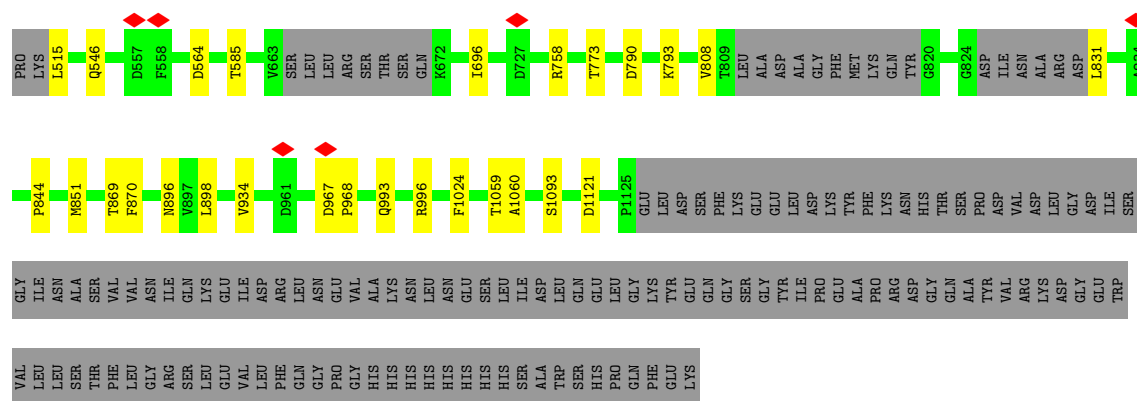 PRO LYS L515 Q546 D557 F558 D564 T585 V663 SER LEU LEU ARG SER THR SER GLN K672 I696 D727 R758 T773 D790 K793 V808 T809 LEU ALA ASP ALA GLY PHE MET LYS GLN TYR G820 G824 ASP ILE ASN ALA ARG ASP L831
P844 M851 T869 F870 N896 V897 L898 V934 D961 D967 P968 Q993 R996 F1024 T1059 A1060 S1093 D1121 P1125 GLU LEU ASP SER PHE LYS GLU GLU LEU ASP LYS TYR PHE LYS ASN HIS THR SER PRO ASP VAL ASP LEU GLY ASP ILE SER
GLY ILE ASN ALA SER VAL VAL ASN ILE GLN LYS GLU ILE ASP ARG LEU ASN GLU VAL ALA LYS ASN LEU ASN GLU SER LEU ILE ASP LEU GLN GLU LEU GLY LYS TYR GLU GLN GLY SER GLY TYR ILE PRO GLU ALA PRO ARG ASP GLY GLN ALA TYR VAL ARG LYS ASP GLY GLU TRP
VAL LEU LEU SER THR PHE LEU GLY ARG SER LEU GLU VAL LEU PHE GLN GLY PRO GLY HIS HIS HIS HIS HIS HIS HIS HIS SER ALA TRP SER HIS PRO GLN PHE GLU LYS